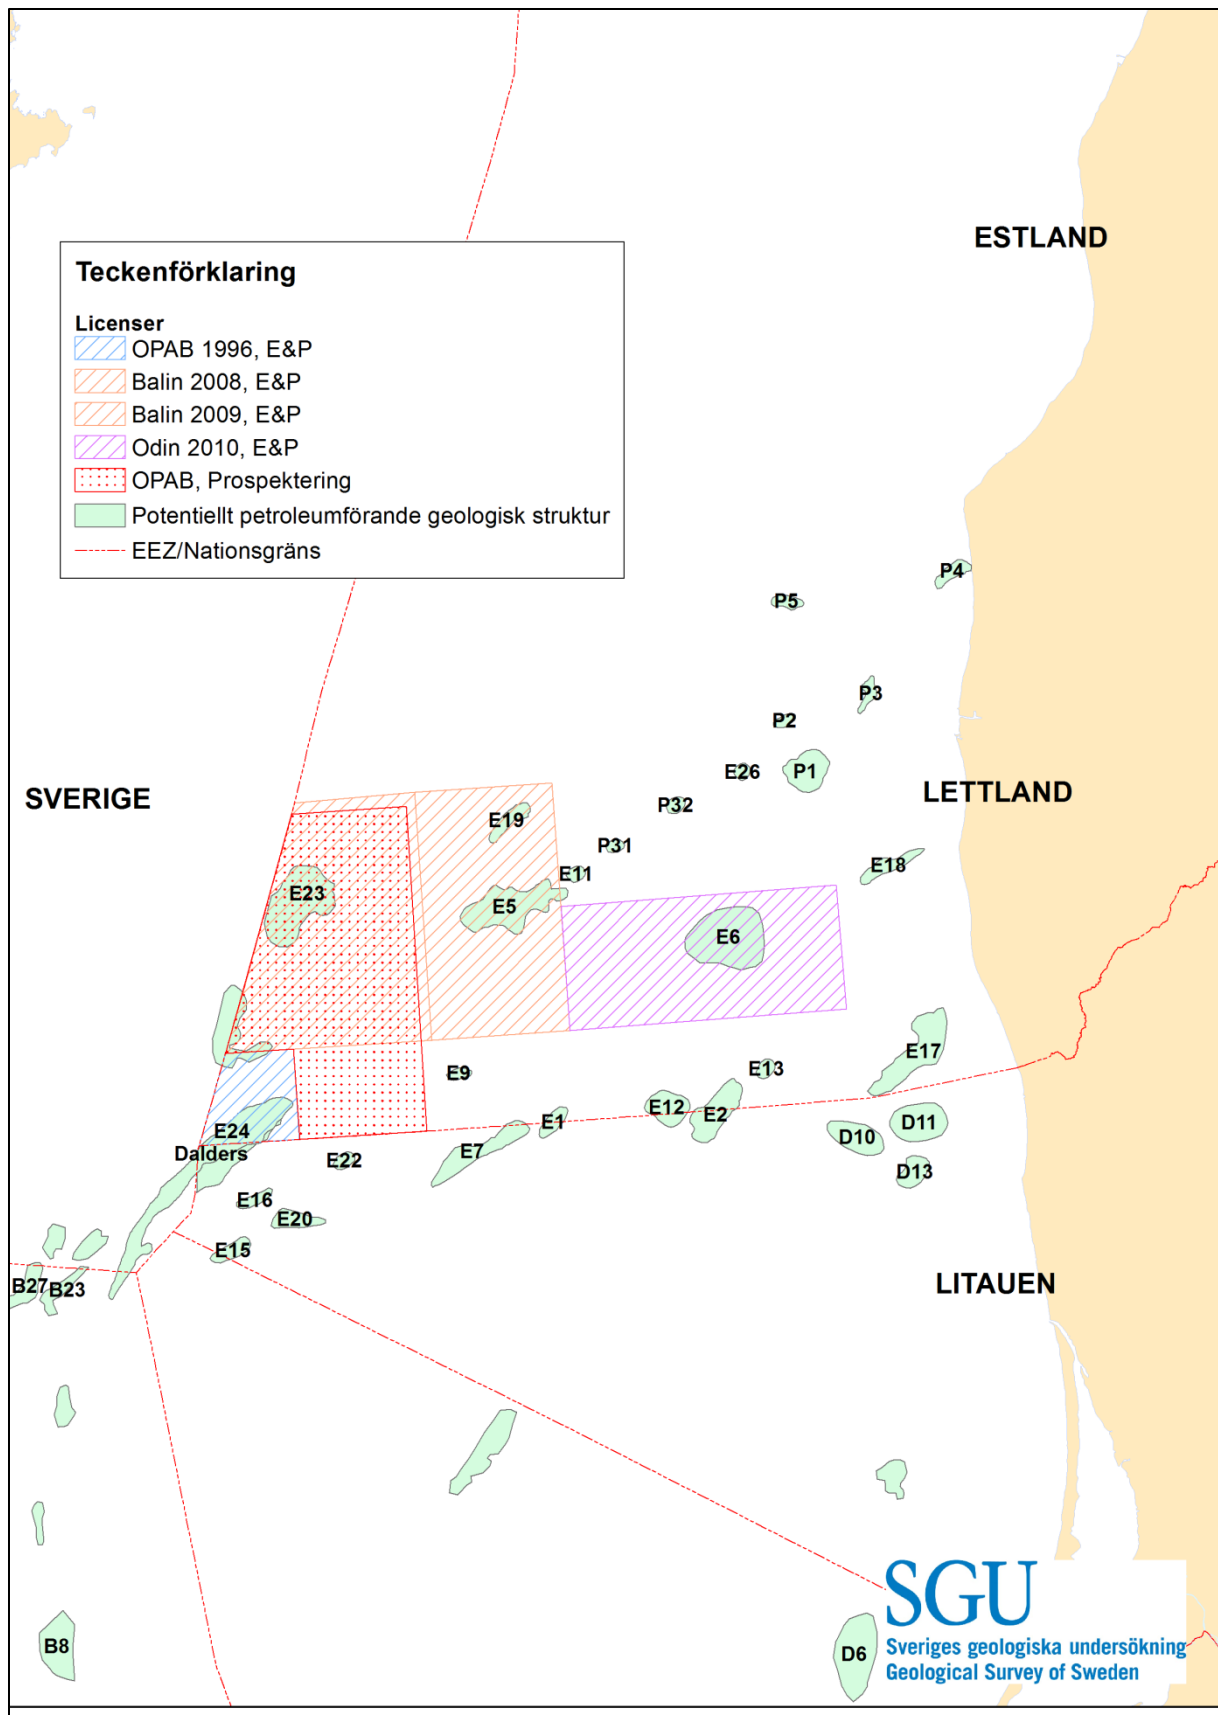 ESTLAND
Teckenförklaring
Licenser
OPAB 1996, E&P
Balin 2008, E&P
Balin 2009, E&P
Odin 2010, E&P
OPAB, Prospektering
Potentiellt petroleumförande geologisk struktur
EEZ/Nationsgräns
P4
P5
P3
P2
E26
P1
SVERIGE
LETTLAND
P32
E19
P31
E18
E11
E23
E5
E6
E17
E13
E9
E12
E2
E1
D11
E24
D10
Dalders
E7
E22
D13
E16
E20
E15
B27
B23
LITAUEN
SGU
B8
D6
Sveriges geologiska undersökning
Geological Survey of Sweden